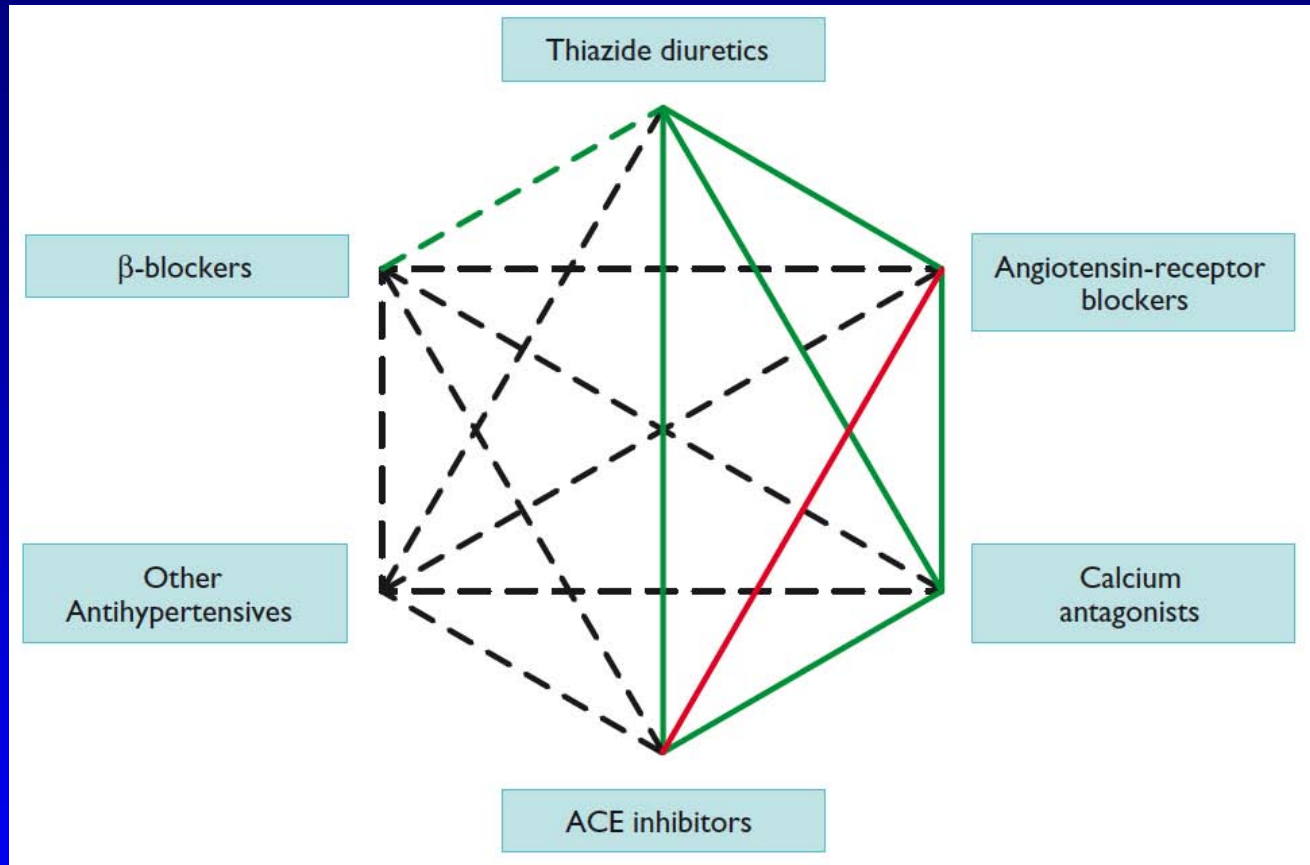 Thiazide diuretics
β-blockers
Angiotensin-receptor
blockers
Other
Antihypertensives
Calcium
antagonists
ACE inhibitors